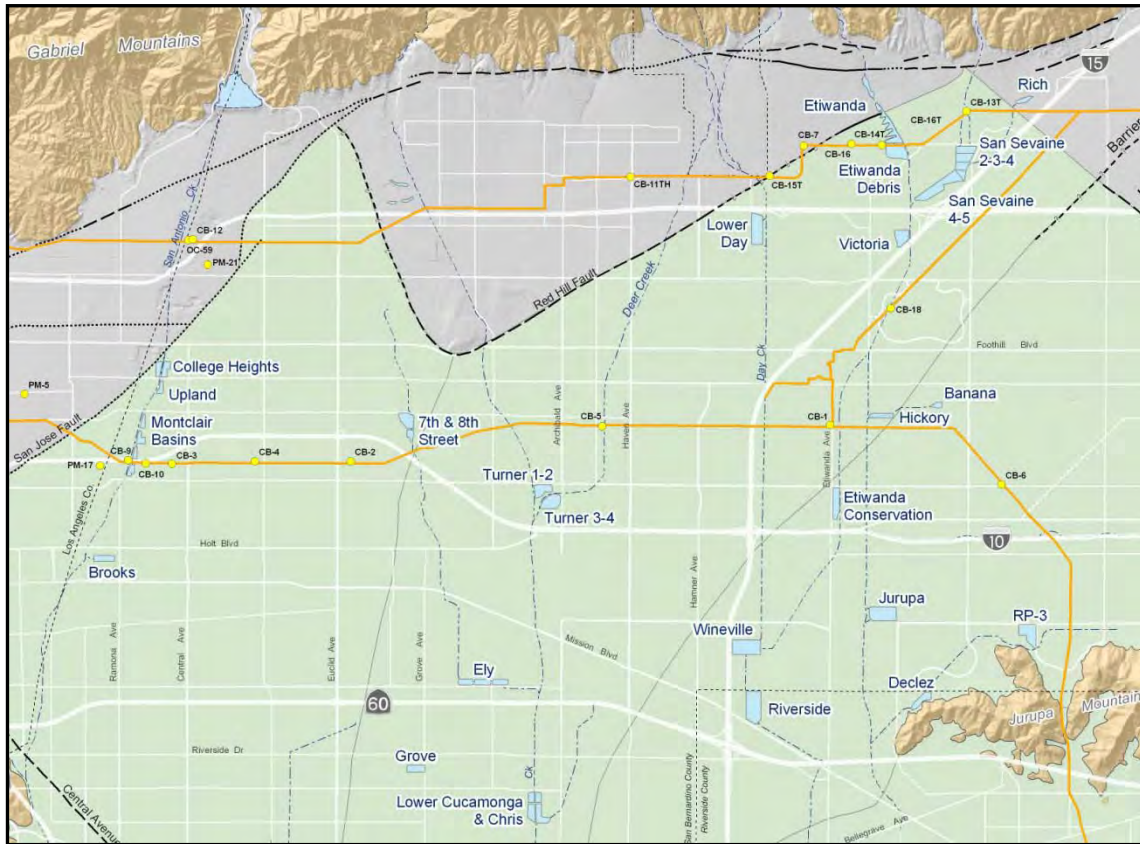 Gabriel Mountains
15
Rich
Etiwanda
CB-13T
CB-16T
CB-7
CB-14T
CB-16
San Sevaine
2-3-4
Barrier
Etiwanda
Debris
CB-11TH
CB-15T
San Antonio Ck
San Sevaine
4-5
Lower
Day
CB-12
OC-59
Victoria
PM-21
Red Hill Fault
Deer Creek
CB-18
Foothill Blvd
College Heights
Day Ck
PM-5
Upland
Archibald Ave
Haven Ave
Banana
Montclair
Basins
7th & 8th
Street
CB-5
CB-1
Hickory
San Jose Fault
Etiwanda Ave
CB-9
PM-17
CB-10
CB-3
CB-4
CB-2
Turner 1-2
CB-6
Los Angeles Co.
Turner 3-4
Etiwanda
Conservation
Holt Blvd
10
Brooks
Hamner Ave
Jurupa
RP-3
Ramona Ave
Central Ave
Euclid Ave
Grove Ave
Mission Blvd
Wineville
Ely
60
Declez
Riverside
Jurupa Mountain
Riverside Dr
Grove
Ck
San Bernardino County
Riverside County
Central Avenue
Lower Cucamonga
& Chris
Bellegrave Ave